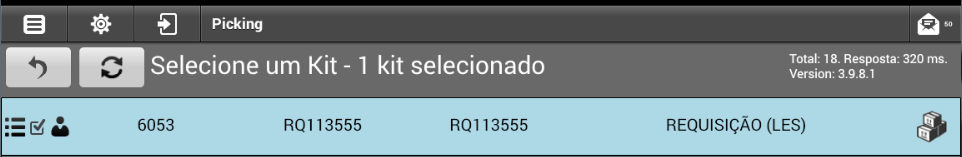 Picking
50
Selecione um Kit - 1 kit selecionado
Total: 18. Resposta: 320 ms.
Version: 3.9.8.1
6053 RQ113555 RQ113555 REQUISIÇÃO (LES)